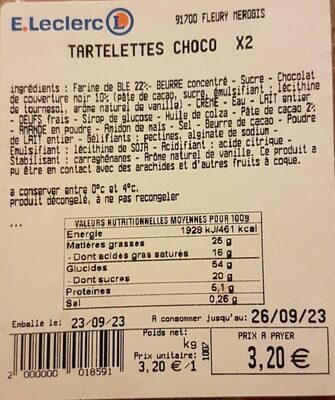 E.Leclerc L
91700 FLEURY MEROGIS
TARTELETTES CHOCO X2
ingrédients : Farine de BLE 22%- BEURRE concentré - Sucre - Chocolat
de couverture noir 10% (pâte de cacao, sucre, émulsifiant : lécithine
de tournesol, arôme naturel de vanille) - CREME - Eau - LAIT entier
- OEUFS frais - Sirop de glucose - Huile de colza - Pâte de cacao 2%
- AMANDE en poudre - Amidon de maïs - Sel - Beurre de cacao - Poudre
de LAIT entier - Gélifiants : pectines, alginate de sodium -
Emulsifiant : lécithine de SOJA - Acidifiant : acide citrique -
Stabilisant : carraghénanes - Arôme naturel de vanille. Ce produit a
pu être en contact avec des arachides et d'autres fruits à coque.
a conserver entre 0°c et 4°c.
produit décongelé, à ne pas recongeler
...
VALEURS NUTRITIONNELLES MOYENNES POUR 100g
Energie 1928 kJ/461 kcal
Matières grasses 25 g
- Dont acides gras saturés 16 g
Glucides 54 g
- Dont sucres 20 g
Proteines 5,1 g
Sel 0,26 g
Emballé le: 23/09/23 A consommer jusqu'au: 26/09/23
Poids net:
kg
Prix unitaire:
3,20 €/1
1007
PRIX A PAYER
3,20 €
2 000000 018591